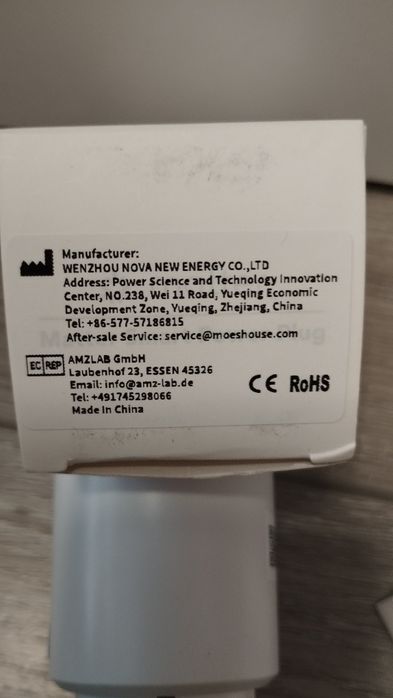 Manufacturer:
WENZHOU NOVA NEW ENERGY CO.,LTD
Address: Power Science and Technology Innovation
Center, NO.238, Wei 11 Road, Yueqing Economic
Development Zone, Yueqing, Zhejiang, China
Tel: +86-577-57186815
After-sale Service: service@moeshouse.com
EC REP
AMZLAB GmbH
Laubenhof 23, ESSEN 45326
Email: info@amz-lab.de
Tel: +491745298066
Made In China
CE RoHS